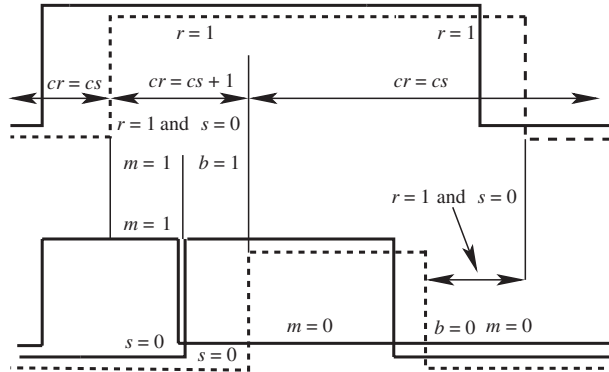 r = 1 r = 1
cr = cs cr = cs + 1 cr = cs
r = 1 and s = 0
m = 1 b = 1
r = 1 and s = 0
m = 1
m = 0 b = 0 m = 0
s = 0 s = 0